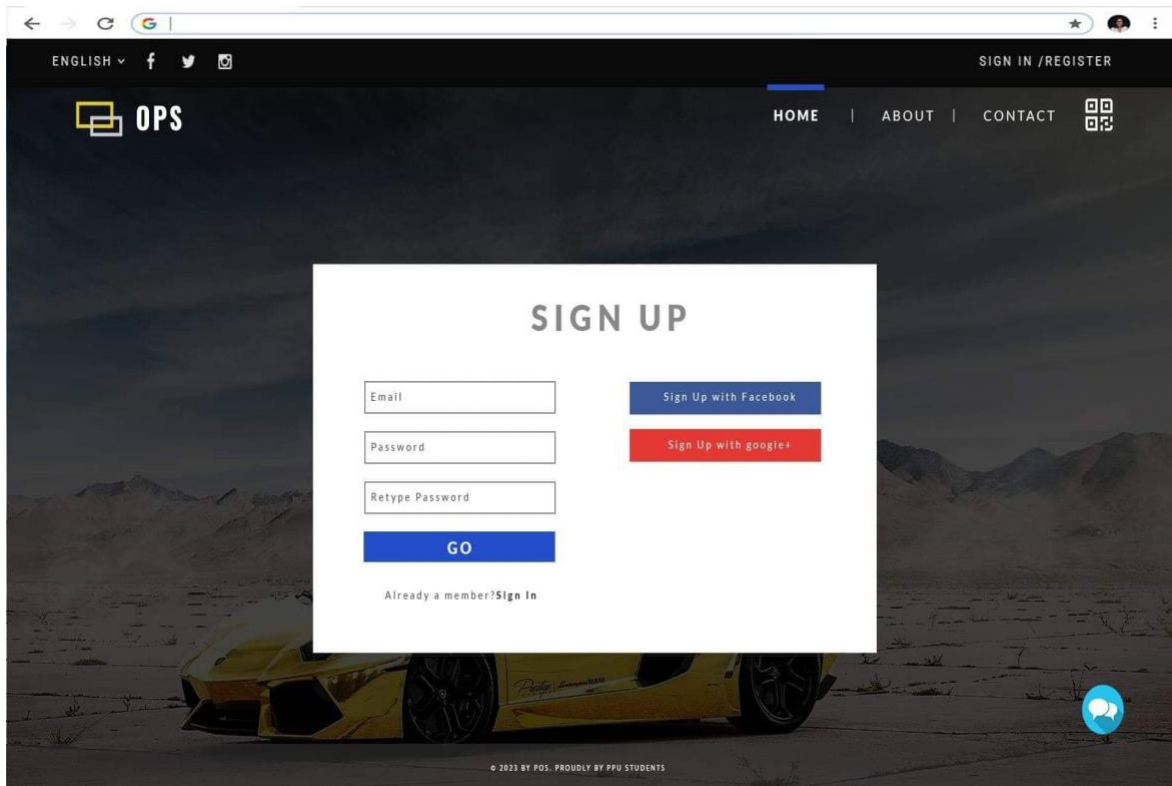 ENGLISH
SIGN IN /REGISTER
OPS
HOME | ABOUT | CONTACT
SIGN UP
Email
Sign Up with Facebook
Password
Sign Up with google+
Retype Password
GO
Already a member?Sign In
© 2023 BY POS. PROUDLY BY PPU STUDENTS